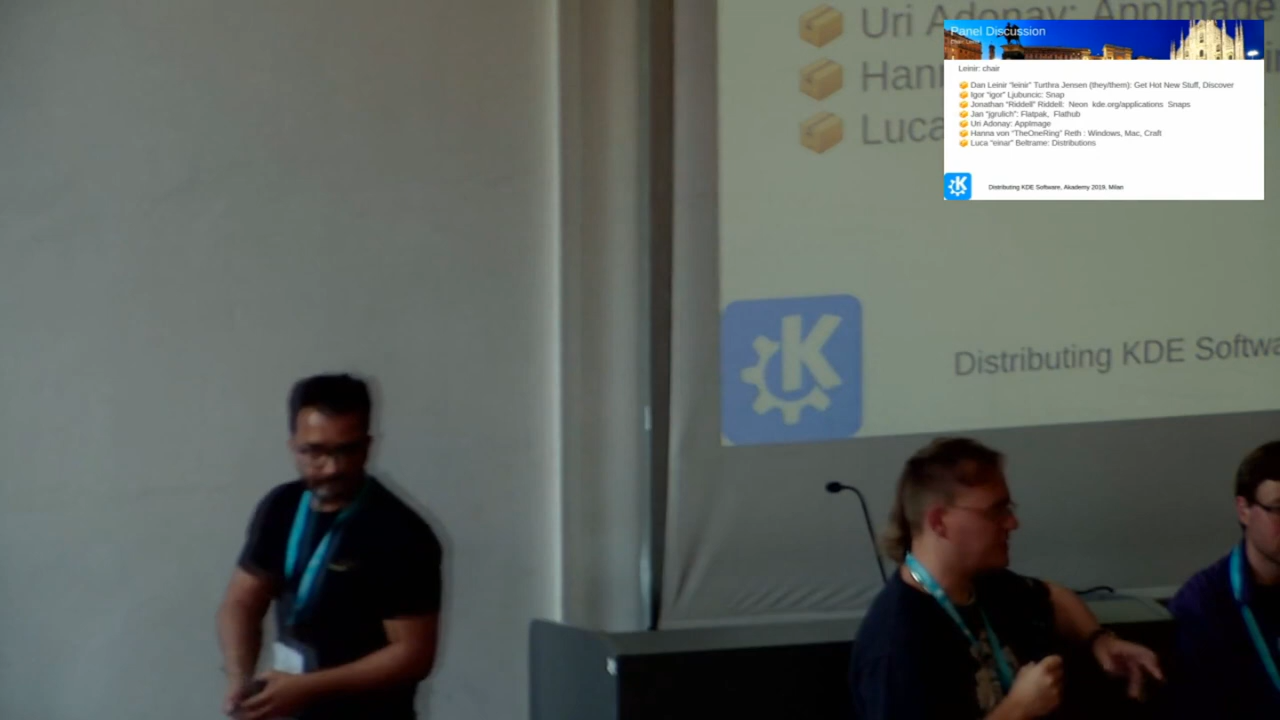 Uri Adonay: AppImage
Hann
Luca
Distributing KDE Softwa
Panel Discussion
Leinir: chair
Dan Leinir "leinir" Turthra Jensen (they/them): Get Hot New Stuff, Discover
Igor "igor" Ljubuncic: Snap
Jonathan "Riddell" Riddell: Neon kde.org/applications Snaps
Jan "jgrulich": Flatpak, Flathub
Uri Adonay: AppImage
Hanna von "TheOneRing" Reth : Windows, Mac, Craft
Luca "einar" Beltrame: Distributions
K
Distributing KDE Software, Akademy 2019, Milan